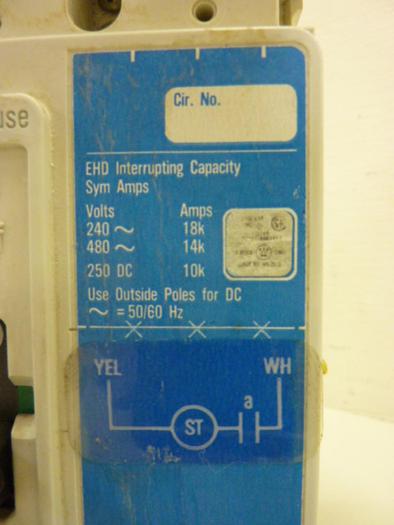 use
Cir. No.
EHD Interrupting Capacity
Sym Amps
Volts Amps
240 ~ 18k
480 ~ 14k
250 DC 10k
Use Outside Poles for DC
~ = 50/60 Hz
YEL WH
a
ST